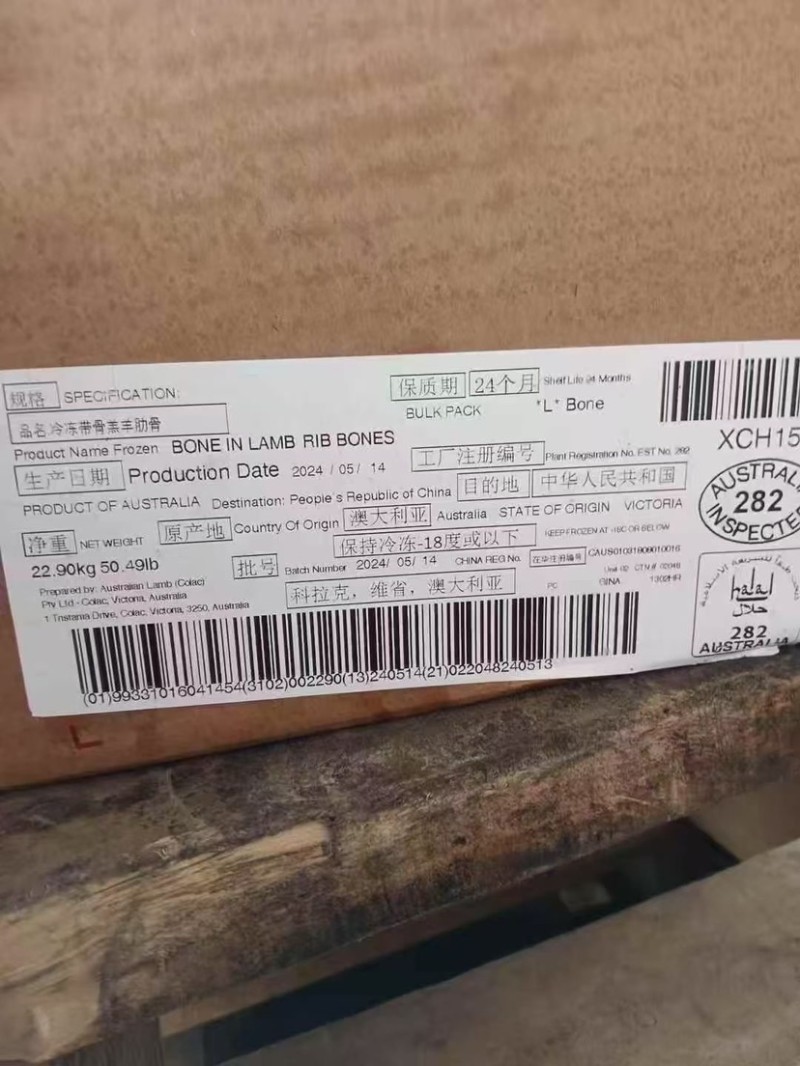 规格 SPECIFICATION:
保质期 24个月 Shelf Life 24 Months
BULK PACK *L* Bone
品名 冷冻带骨羔羊肋骨
Product Name Frozen BONE IN LAMB RIB BONES
XCH15
生产日期 Production Date 2024 / 05 / 14
工厂注册编号 Plant Registration No. EST No. 282
PRODUCT OF AUSTRALIA Destination: People's Republic of China 目的地 中华人民共和国
AUSTRAL
282
INSPECTE
净重 NET WEIGHT 原产地 Country Of Origin 澳大利亚 Australia STATE OF ORIGIN VICTORIA
保持冷冻-18度或以下 KEEP FROZEN AT -18C OR BELOW
22.90kg 50.49lb 批号 Batch Number 2024/ 05/ 14 CHINA REG No. 在华注册编号
Prepared by: Australian Lamb (Colac)
Pty Ltd - Colac, Victoria, Australia
1 Tristania Drive, Colac, Victoria, 3250, Australia
科拉克，维省，澳大利亚 PC GINA
halal
حلال
282
AUSTRALIA
(01)99331016041454(3102)002290(13)240514(21)022048240513
L